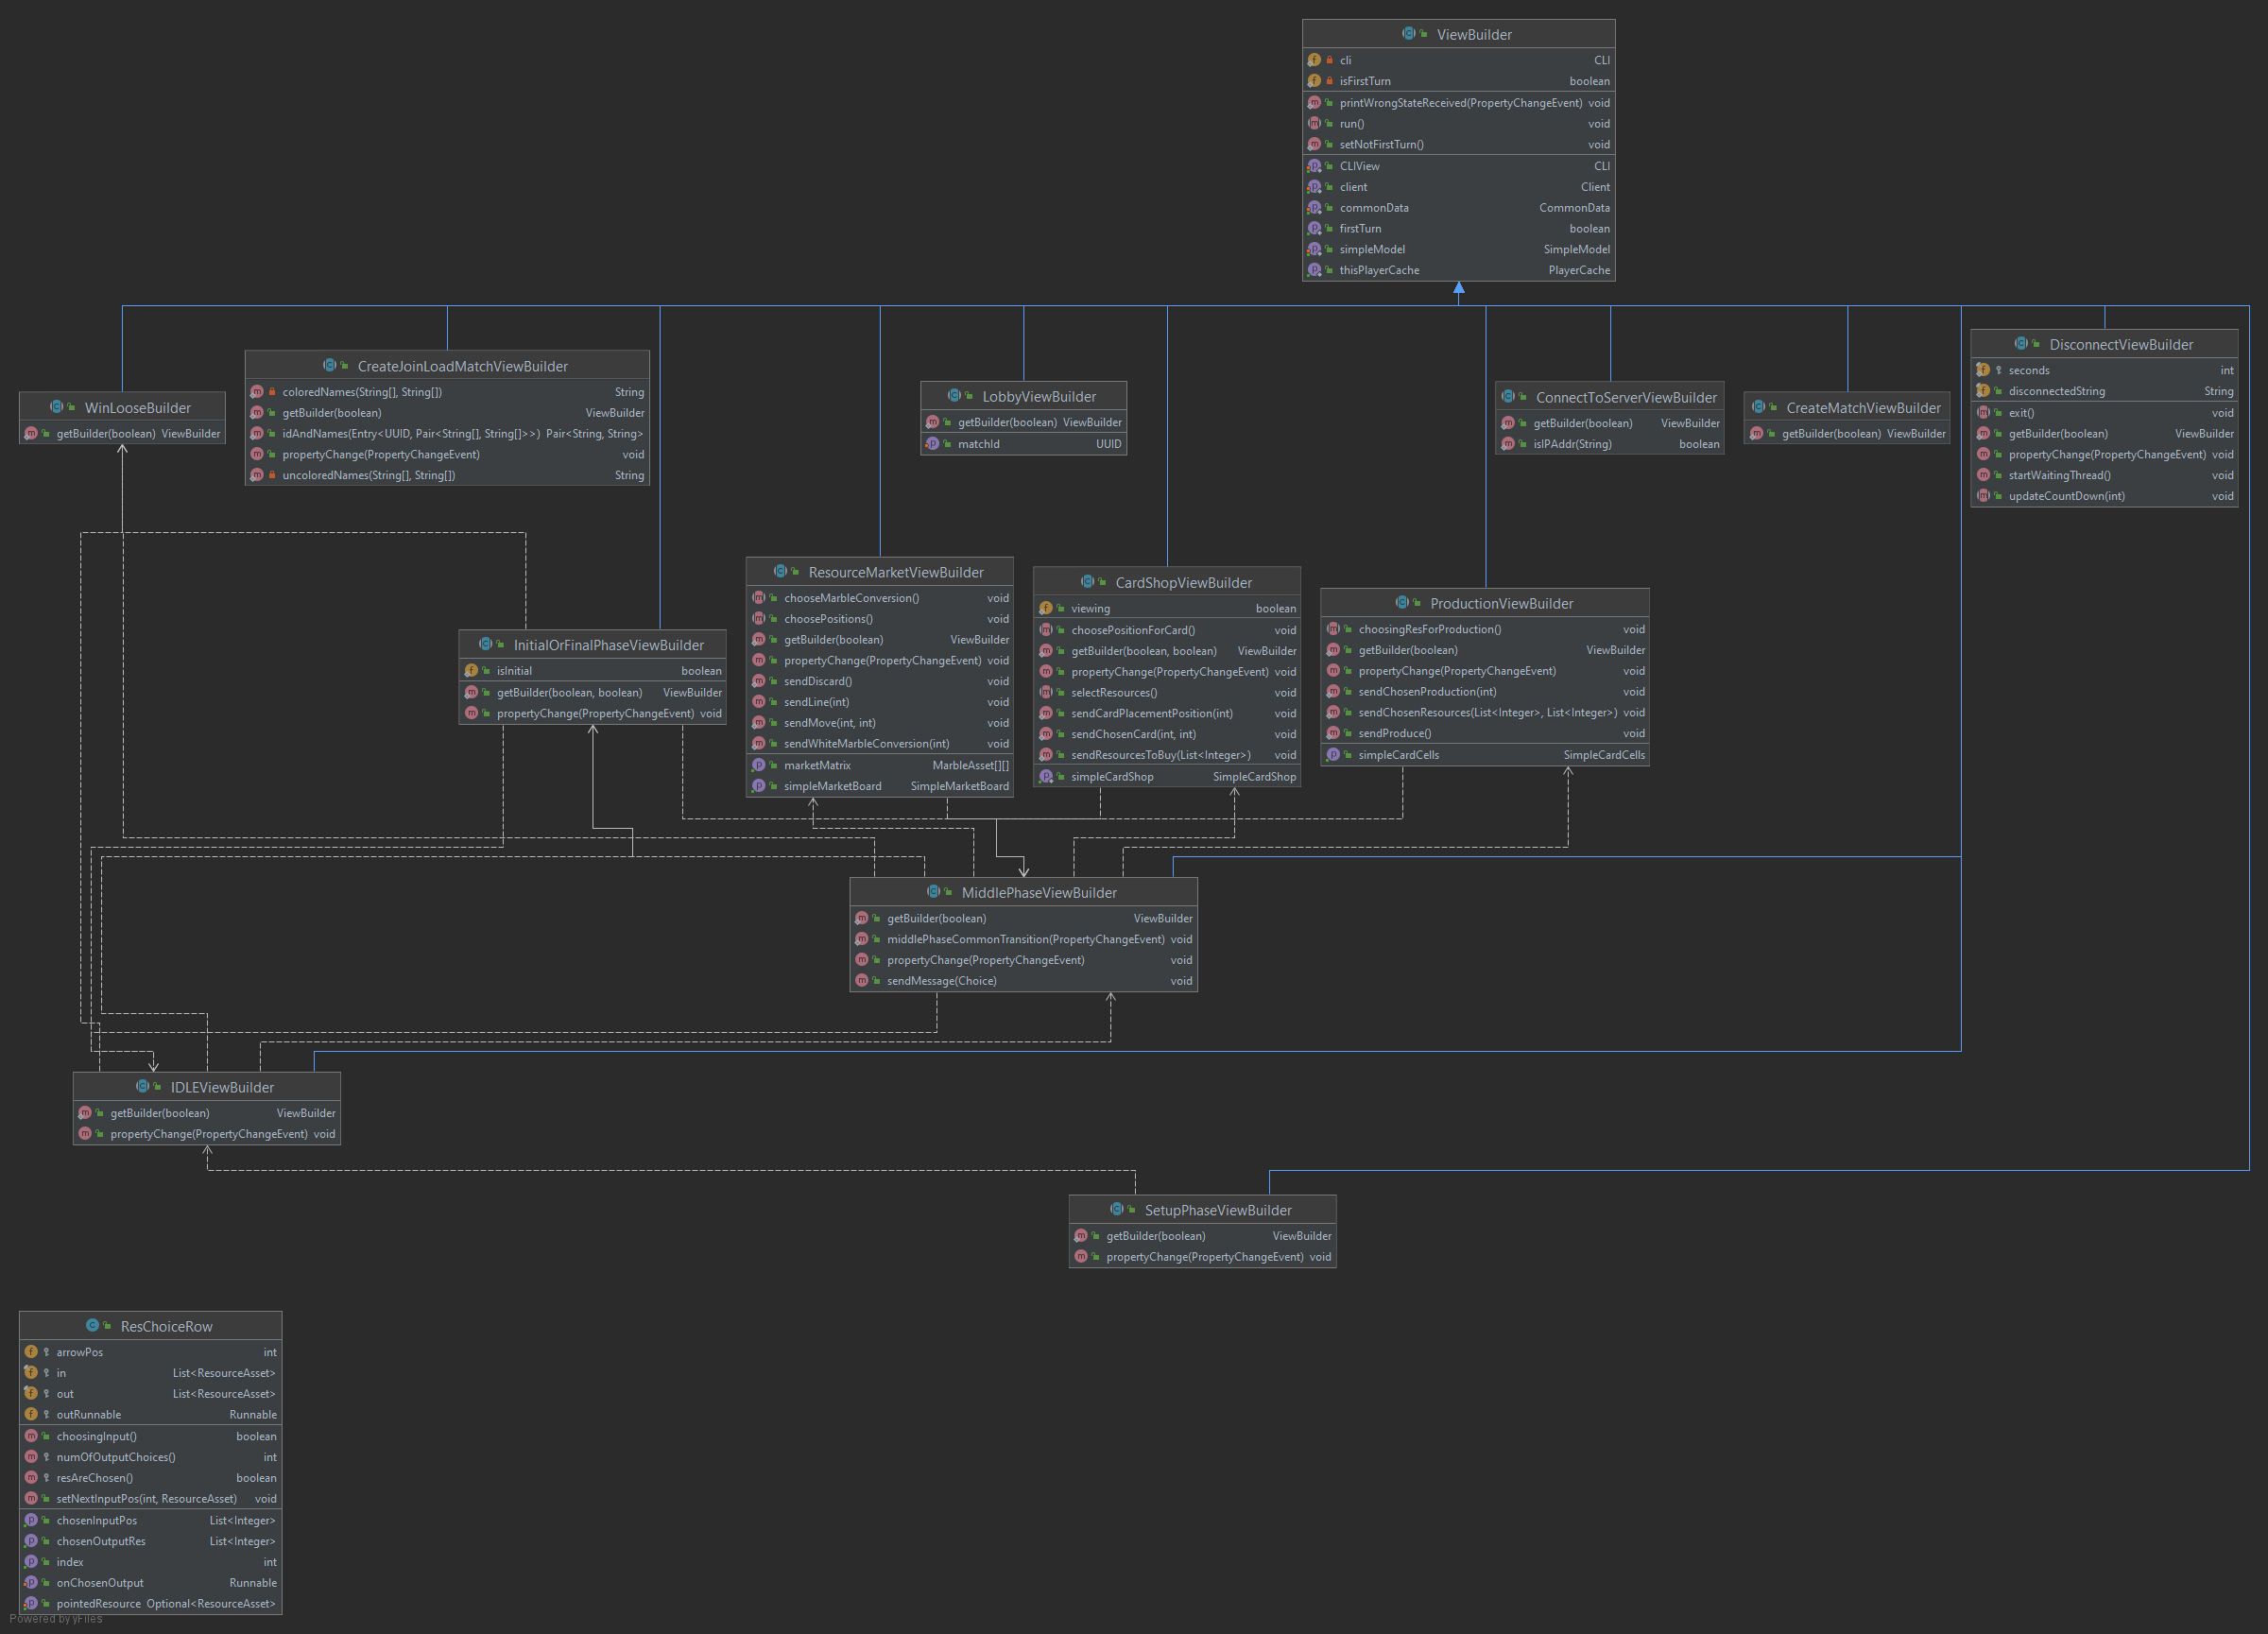 ViewBuilder
cli CLI
isFirstTurn boolean
printWrongStateReceived(PropertyChangeEvent) void
run() void
setNotFirstTurn() void
CLIView CLI
client Client
commonData CommonData
firstTurn boolean
simpleModel SimpleModel
thisPlayerCache PlayerCache
WinLooseBuilder
getBuilder(boolean) ViewBuilder
CreateJoinLoadMatchViewBuilder
coloredNames(String[], String[]) String
getBuilder(boolean) ViewBuilder
idAndNames(Entry<UUID, Pair<String[], String[]>>) Pair<String, String>
propertyChange(PropertyChangeEvent) void
uncoloredNames(String[], String[]) String
LobbyViewBuilder
getBuilder(boolean) ViewBuilder
matchId UUID
ConnectToServerViewBuilder
getBuilder(boolean) ViewBuilder
isIPAddr(String) boolean
CreateMatchViewBuilder
getBuilder(boolean) ViewBuilder
DisconnectViewBuilder
seconds int
disconnectedString String
exit() void
getBuilder(boolean) ViewBuilder
propertyChange(PropertyChangeEvent) void
startWaitingThread() void
updateCountDown(int) void
InitialOrFinalPhaseViewBuilder
isInitial boolean
getBuilder(boolean, boolean) ViewBuilder
propertyChange(PropertyChangeEvent) void
ResourceMarketViewBuilder
chooseMarbleConversion() void
choosePositions() void
getBuilder(boolean) ViewBuilder
propertyChange(PropertyChangeEvent) void
sendDiscard() void
sendLine(int) void
sendMove(int, int) void
sendWhiteMarbleConversion(int) void
marketMatrix MarbleAsset[][]
simpleMarketBoard SimpleMarketBoard
CardShopViewBuilder
viewing boolean
choosePositionForCard() void
getBuilder(boolean, boolean) ViewBuilder
propertyChange(PropertyChangeEvent) void
selectResources() void
sendCardPlacementPosition(int) void
sendChosenCard(int, int) void
sendResourcesToBuy(List<Integer>) void
simpleCardShop SimpleCardShop
ProductionViewBuilder
choosingResForProduction() void
getBuilder(boolean) ViewBuilder
propertyChange(PropertyChangeEvent) void
sendChosenProduction(int) void
sendChosenResources(List<Integer>, List<Integer>) void
sendProduce() void
simpleCardCells SimpleCardCells
MiddlePhaseViewBuilder
getBuilder(boolean) ViewBuilder
middlePhaseCommonTransition(PropertyChangeEvent) void
propertyChange(PropertyChangeEvent) void
sendMessage(Choice) void
IDLEViewBuilder
getBuilder(boolean) ViewBuilder
propertyChange(PropertyChangeEvent) void
SetupPhaseViewBuilder
getBuilder(boolean) ViewBuilder
propertyChange(PropertyChangeEvent) void
ResChoiceRow
arrowPos int
in List<ResourceAsset>
out List<ResourceAsset>
outRunnable Runnable
choosingInput() boolean
numOfOutputChoices() int
resAreChosen() boolean
setNextInputPos(int, ResourceAsset) void
chosenInputPos List<Integer>
chosenOutputRes List<Integer>
index int
onChosenOutput Runnable
pointedResource Optional<ResourceAsset>
Powered by yFiles